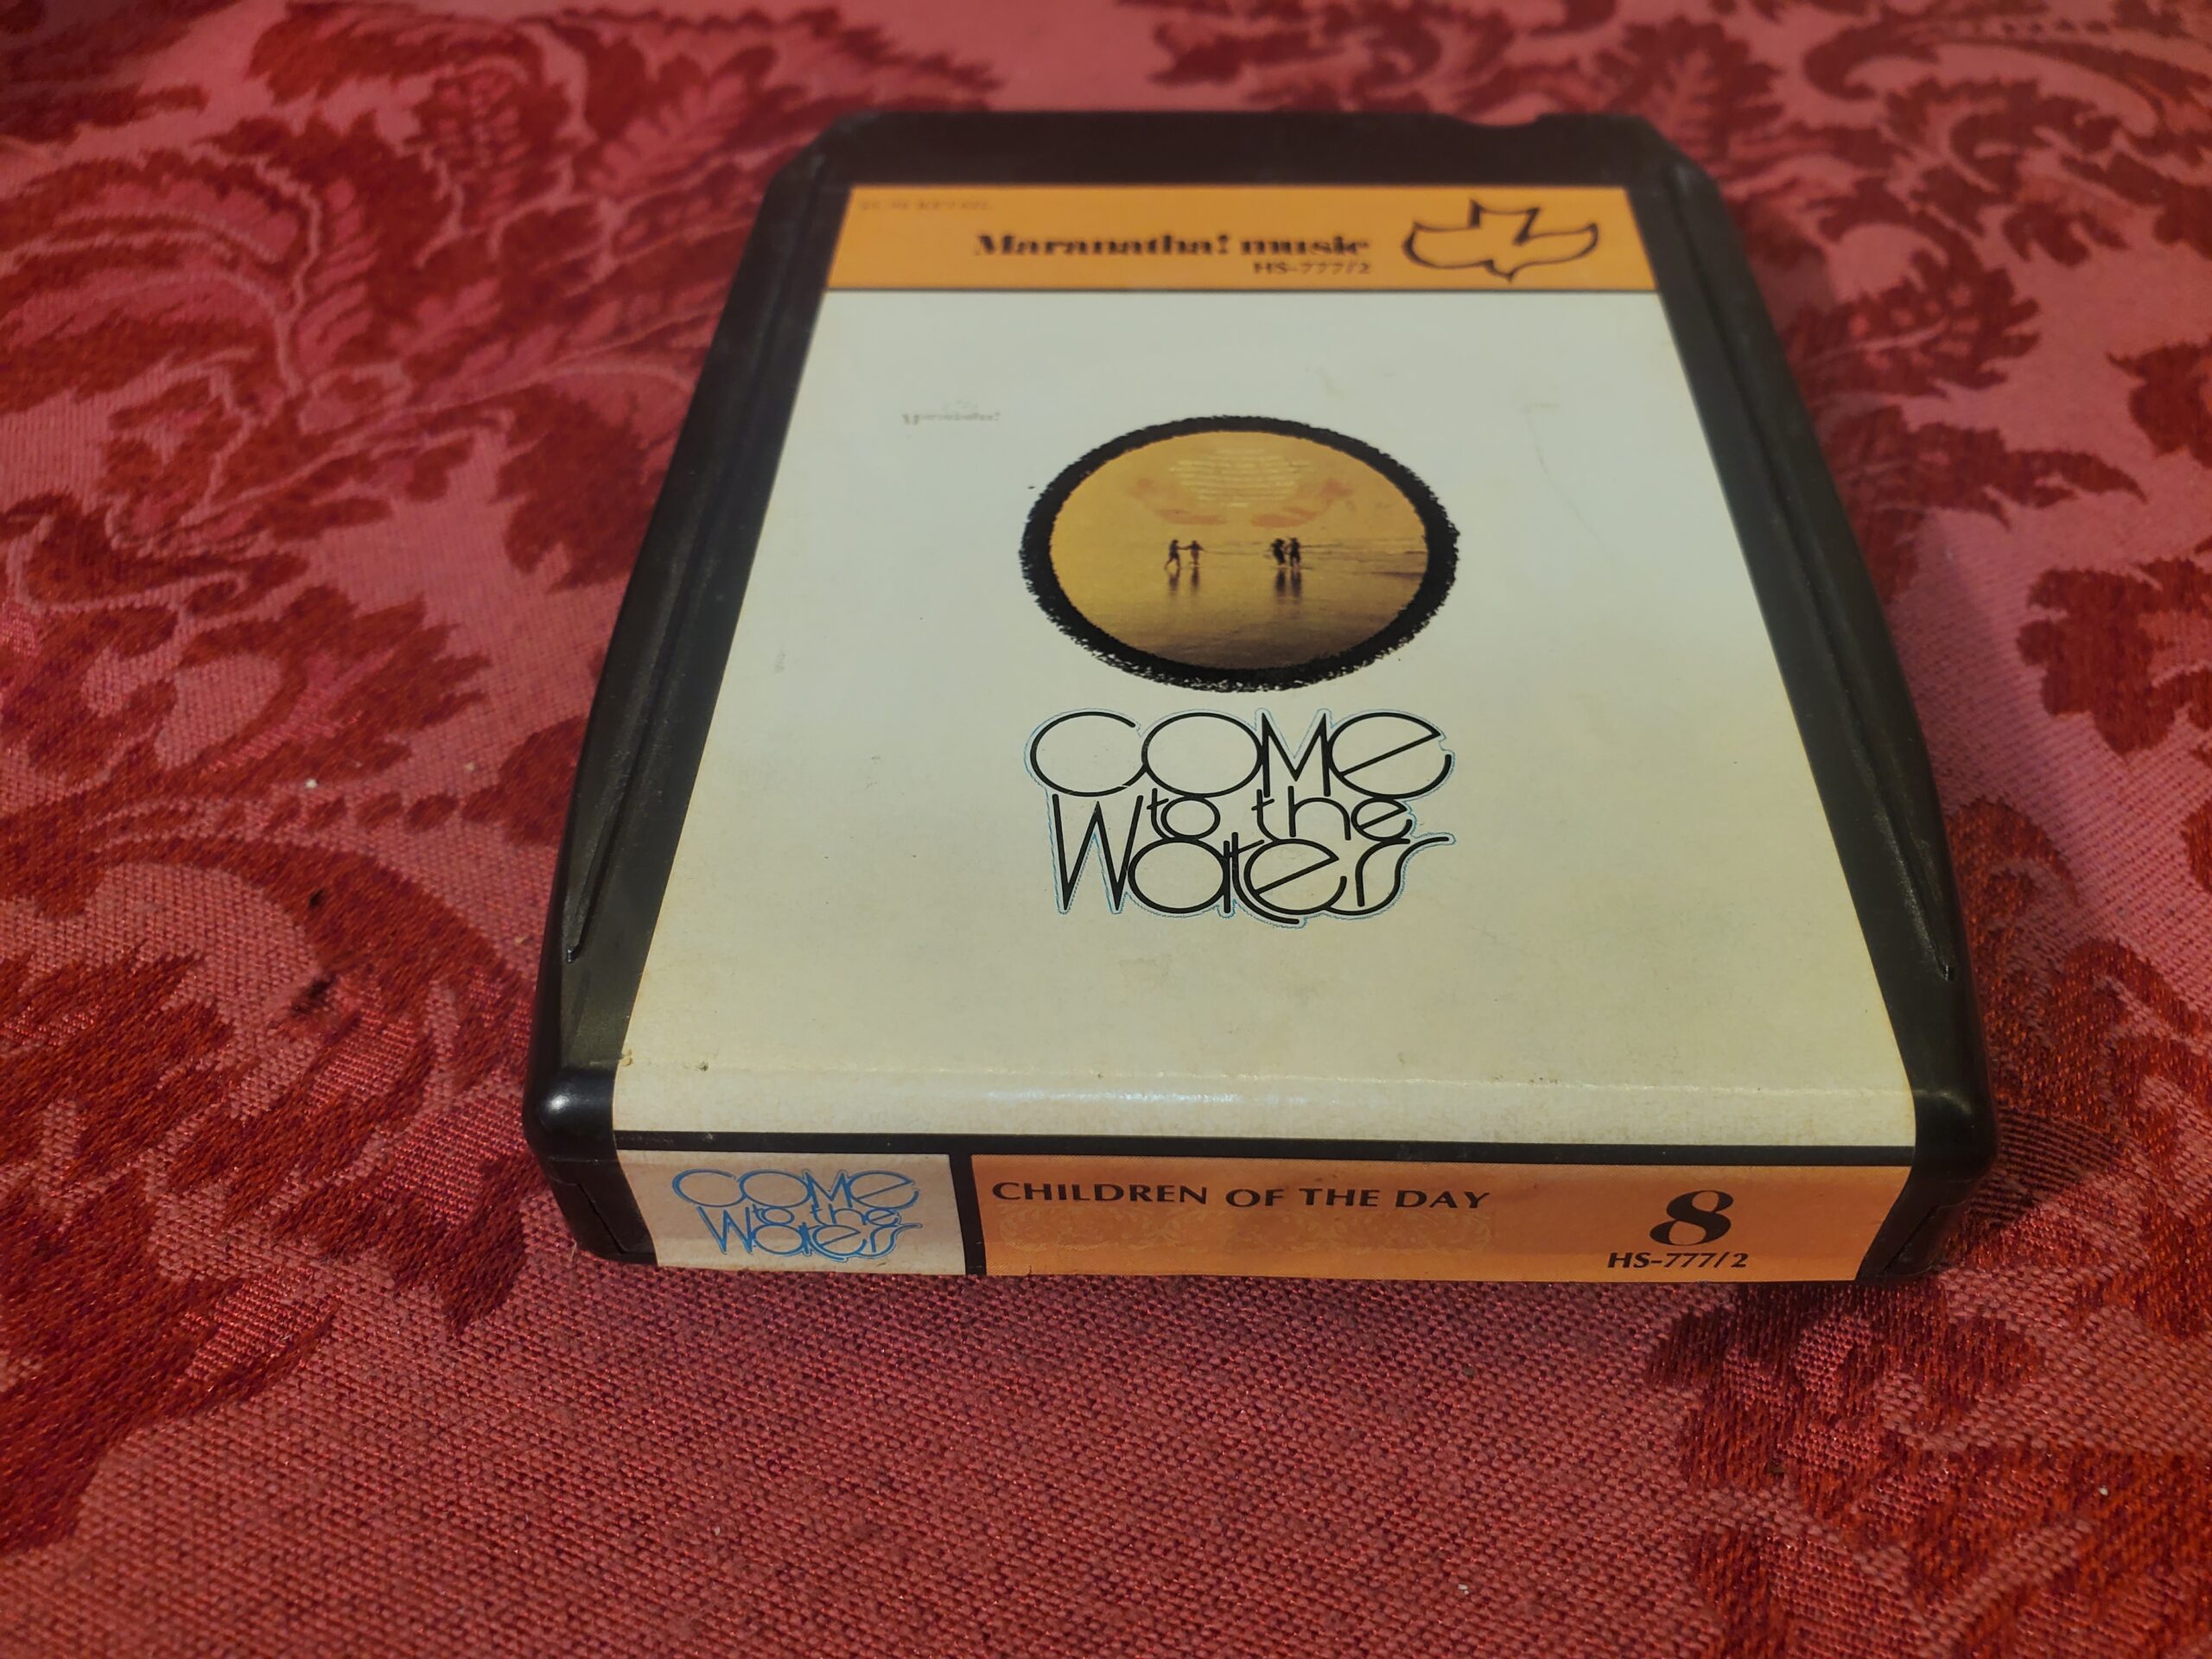 Maranatha! music
HS-777/2
COME
to the
Waters
COME
to the
Waters
CHILDREN OF THE DAY
8
HS-777/2